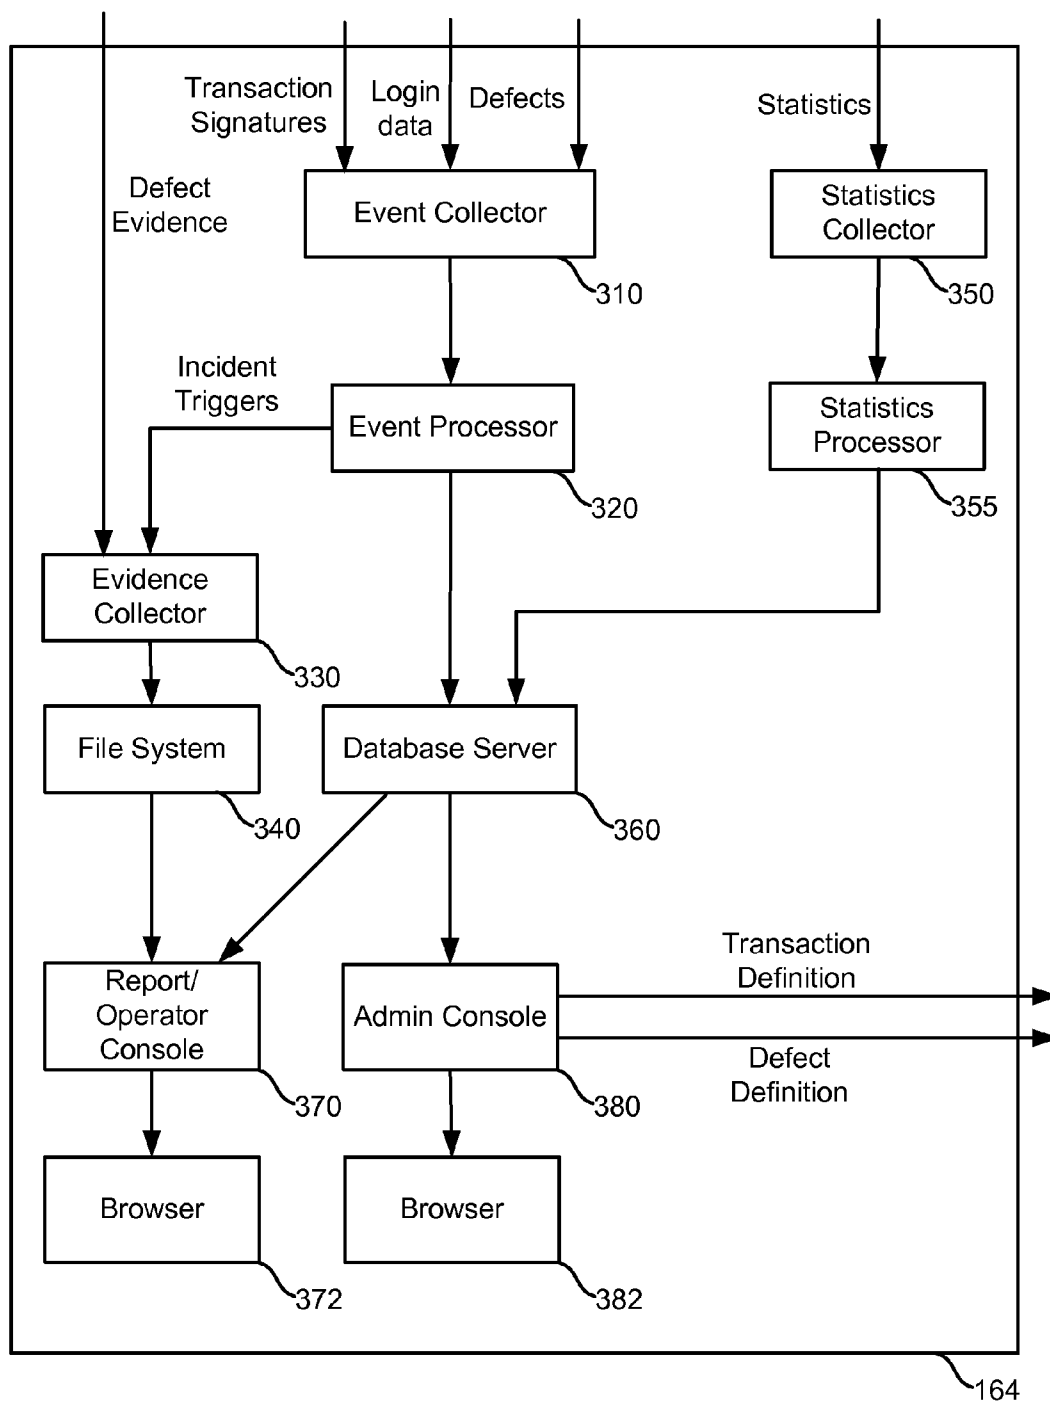 Transaction
Signatures
Login
data
Defects
Statistics
Defect
Evidence
Event Collector
310
Statistics
Collector
350
Incident
Triggers
Event Processor
320
Statistics
Processor
355
Evidence
Collector
330
File System
340
Database Server
360
Report/
Operator
Console
370
Admin Console
380
Transaction
Definition
Defect
Definition
Browser
372
Browser
382
164